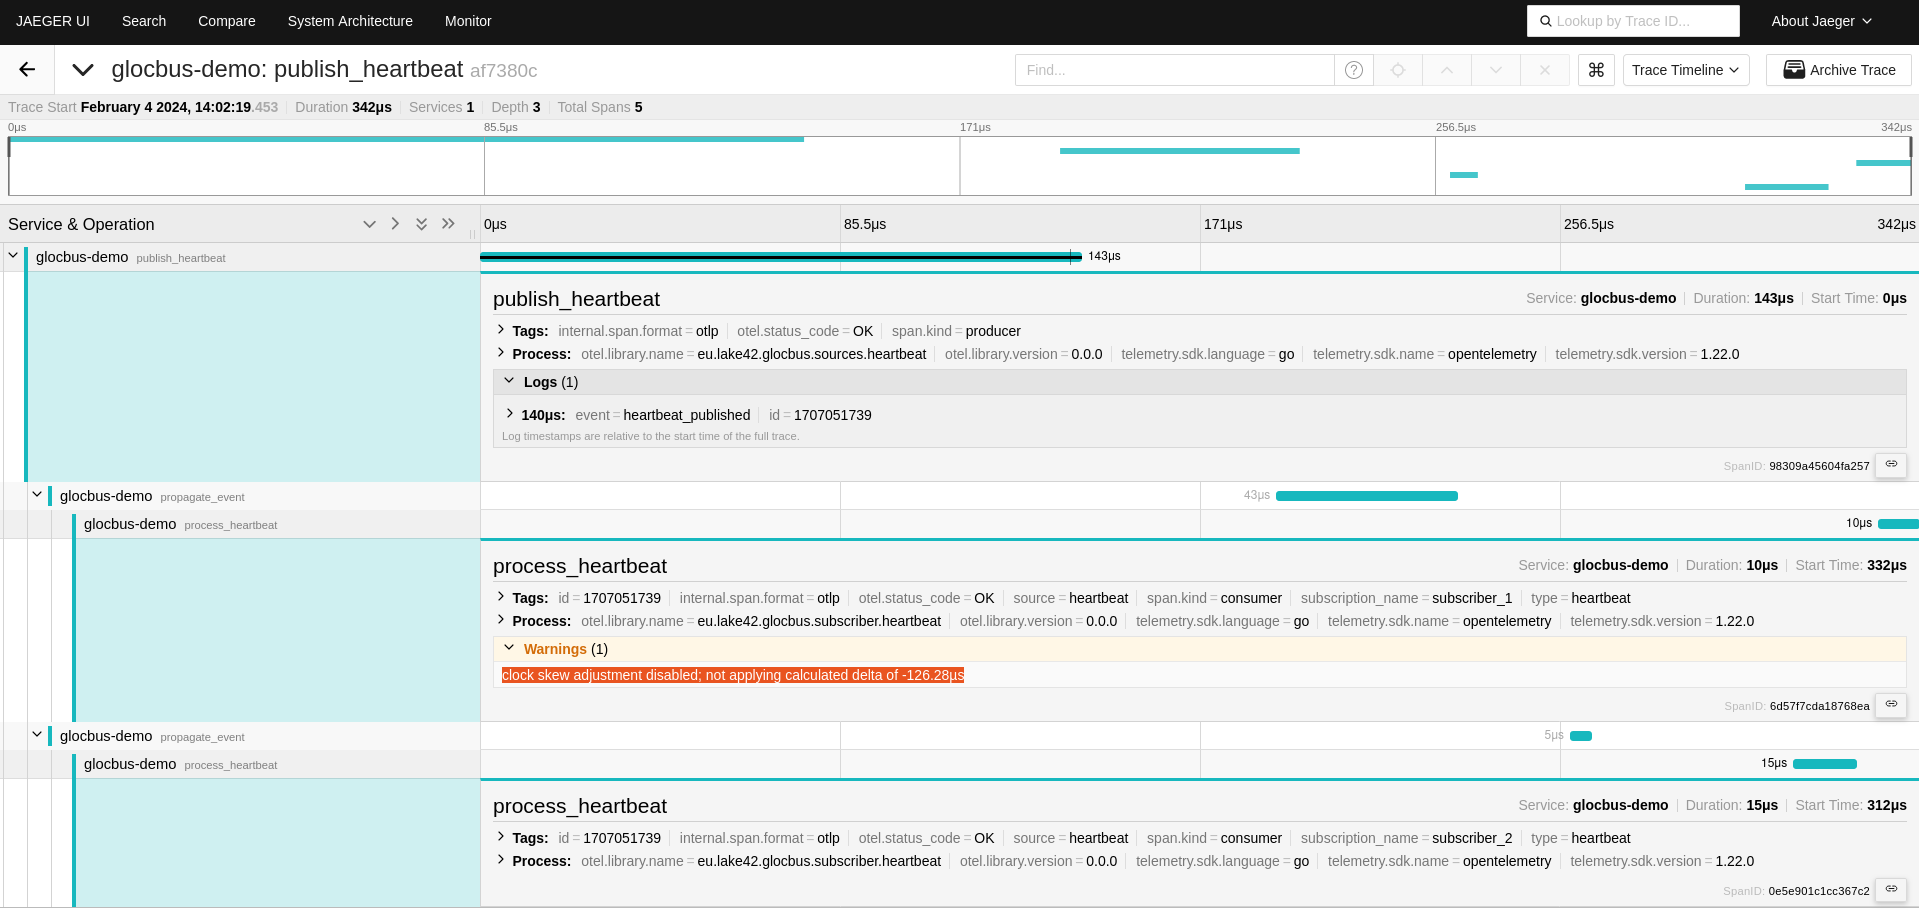 JAEGER UI Search Compare System Architecture Monitor Lookup by Trace ID... About Jaeger
glocbus-demo: publish_heartbeat af7380c Find... ? ⌘ Trace Timeline Archive Trace
Trace Start February 4 2024, 14:02:19.453 Duration 342μs Services 1 Depth 3 Total Spans 5
0μs 85.5μs 171μs 256.5μs 342μs
Service & Operation 0μs 85.5μs 171μs 256.5μs 342μs
glocbus-demo publish_heartbeat 143μs
publish_heartbeat Service: glocbus-demo Duration: 143μs Start Time: 0μs
Tags: internal.span.format = otlp otel.status_code = OK span.kind = producer
Process: otel.library.name = eu.lake42.glocbus.sources.heartbeat otel.library.version = 0.0.0 telemetry.sdk.language = go telemetry.sdk.name = opentelemetry telemetry.sdk.version = 1.22.0
Logs (1)
140μs: event = heartbeat_published id = 1707051739
Log timestamps are relative to the start time of the full trace.
SpanID: 98309a45604fa257
glocbus-demo propagate_event 43μs
glocbus-demo process_heartbeat 10μs
process_heartbeat Service: glocbus-demo Duration: 10μs Start Time: 332μs
Tags: id = 1707051739 internal.span.format = otlp otel.status_code = OK source = heartbeat span.kind = consumer subscription_name = subscriber_1 type = heartbeat
Process: otel.library.name = eu.lake42.glocbus.subscriber.heartbeat otel.library.version = 0.0.0 telemetry.sdk.language = go telemetry.sdk.name = opentelemetry telemetry.sdk.version = 1.22.0
Warnings (1)
clock skew adjustment disabled; not applying calculated delta of -126.28μs
SpanID: 6d57f7cda18768ea
glocbus-demo propagate_event 5μs
glocbus-demo process_heartbeat 15μs
process_heartbeat Service: glocbus-demo Duration: 15μs Start Time: 312μs
Tags: id = 1707051739 internal.span.format = otlp otel.status_code = OK source = heartbeat span.kind = consumer subscription_name = subscriber_2 type = heartbeat
Process: otel.library.name = eu.lake42.glocbus.subscriber.heartbeat otel.library.version = 0.0.0 telemetry.sdk.language = go telemetry.sdk.name = opentelemetry telemetry.sdk.version = 1.22.0
SpanID: 0e5e901c1cc367c2